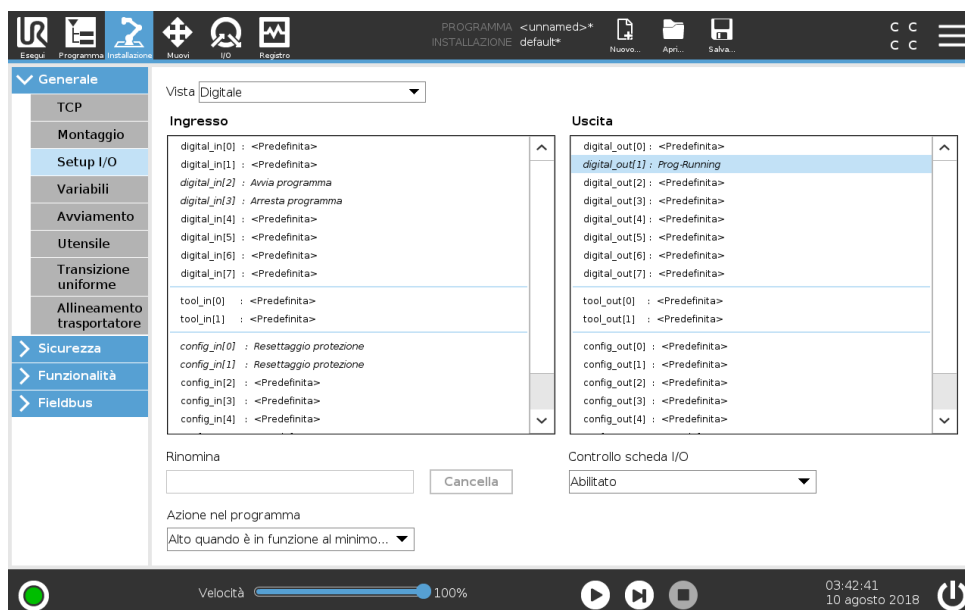 UR
PROGRAMMA <unnamed>*
INSTALLAZIONE default*
Esegui Programma Installazione Muovi I/O Registro Nuovo... Apri... Salva...
C C
C C
Generale
TCP
Montaggio
Setup I/O
Variabili
Avviamento
Utensile
Transizione
uniforme
Allineamento
trasportatore
Sicurezza
Funzionalità
Fieldbus
Vista Digitale
Ingresso
digital_in[0] : <Predefinita>
digital_in[1] : <Predefinita>
digital_in[2] : Avvia programma
digital_in[3] : Arresta programma
digital_in[4] : <Predefinita>
digital_in[5] : <Predefinita>
digital_in[6] : <Predefinita>
digital_in[7] : <Predefinita>
tool_in[0] : <Predefinita>
tool_in[1] : <Predefinita>
config_in[0] : Resettaggio protezione
config_in[1] : Resettaggio protezione
config_in[2] : <Predefinita>
config_in[3] : <Predefinita>
config_in[4] : <Predefinita>
Uscita
digital_out[0] : <Predefinita>
digital_out[1] : Prog-Running
digital_out[2] : <Predefinita>
digital_out[3] : <Predefinita>
digital_out[4] : <Predefinita>
digital_out[5] : <Predefinita>
digital_out[6] : <Predefinita>
digital_out[7] : <Predefinita>
tool_out[0] : <Predefinita>
tool_out[1] : <Predefinita>
config_out[0] : <Predefinita>
config_out[1] : <Predefinita>
config_out[2] : <Predefinita>
config_out[3] : <Predefinita>
config_out[4] : <Predefinita>
Rinomina
Cancella
Controllo scheda I/O
Abilitato
Azione nel programma
Alto quando è in funzione al minimo...
Velocità 100%
03:42:41
10 agosto 2018